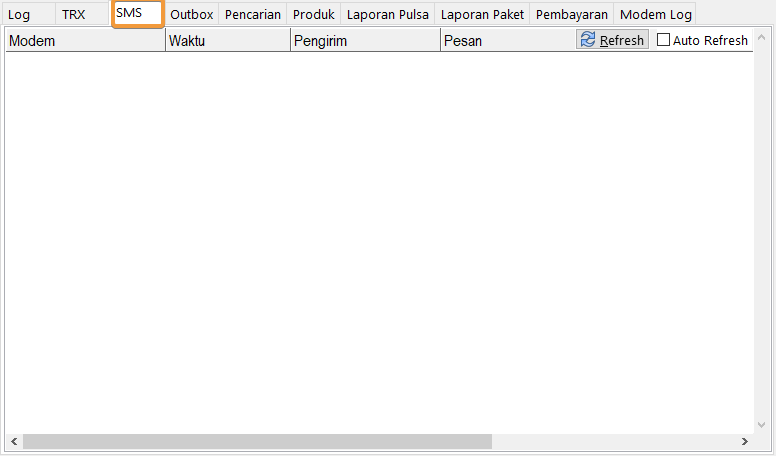 Log TRX SMS Outbox Pencarian Produk Laporan Pulsa Laporan Paket Pembayaran Modem Log
Modem Waktu Pengirim Pesan Refresh Auto Refresh